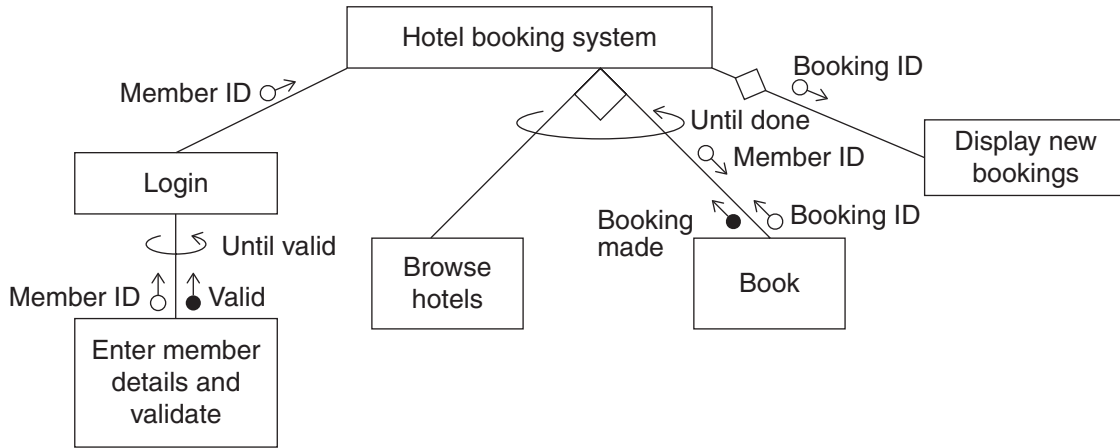 Hotel booking system
Member ID
Booking ID
Until done
Display new
bookings
Login
Member ID
Booking ID
Booking
made
Until valid
Browse
hotels
Book
Member ID
Valid
Enter member
details and
validate